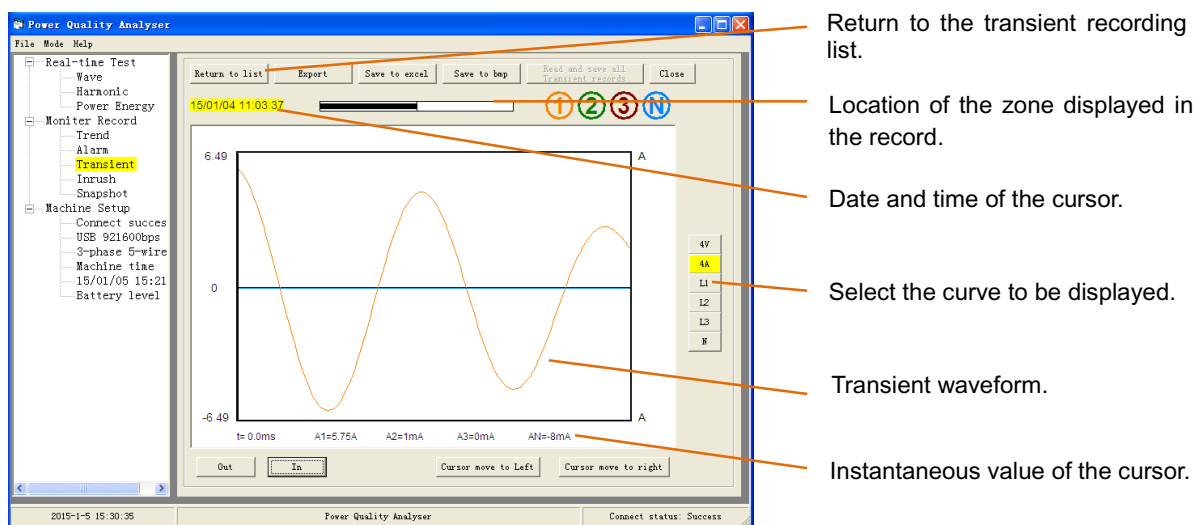 Power Quality Analyser
File Mode Help
Real-time Test
Wave
Harmonic
Power Energy
Moniter Record
Trend
Alarm
Transient
Inrush
Snapshot
Machine Setup
Connect succes
USB 921600bps
3-phase 5-wire
Machine time
15/01/05 15:21
Battery level
Return to list
Export
Save to excel
Save to bmp
Read and save all
Transient records
Close
15/01/04 11:03:37
1 2 3 N
6.49
A
0
-6.49
A
t= 0.0ms A1=5.75A A2=1mA A3=0mA AN=-8mA
4V
4A
L1
L2
L3
N
Out
In
Cursor move to Left
Cursor move to right
2015-1-5 15:30:35
Power Quality Analyser
Connect status: Success
Return to the transient recording
list.
Location of the zone displayed in
the record.
Date and time of the cursor.
Select the curve to be displayed.
Transient waveform.
Instantaneous value of the cursor.